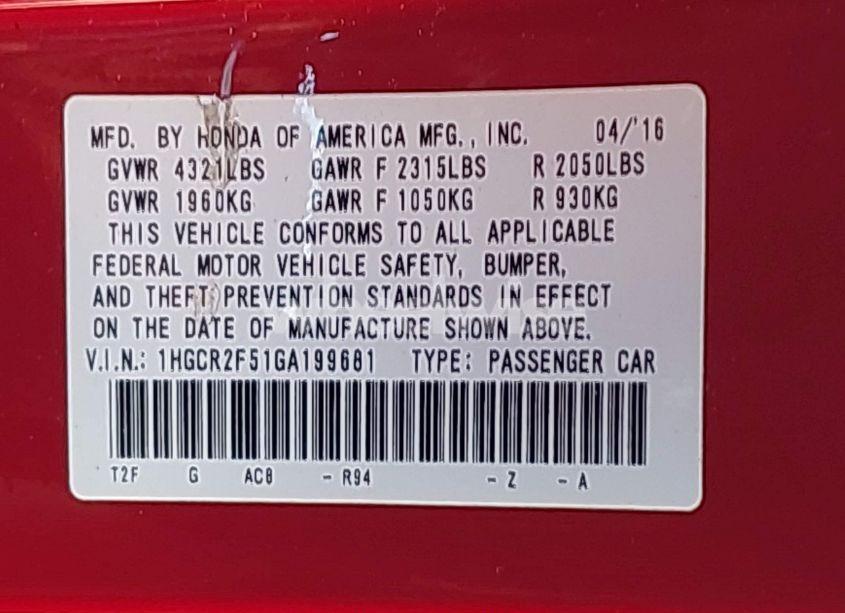 MFD. BY HONDA OF AMERICA MFG., INC. 04/'16
GVWR 4321LBS GAWR F 2315LBS R 2050LBS
GVWR 1960KG GAWR F 1050KG R 930KG
THIS VEHICLE CONFORMS TO ALL APPLICABLE
FEDERAL MOTOR VEHICLE SAFETY, BUMPER,
AND THEFT PREVENTION STANDARDS IN EFFECT
ON THE DATE OF MANUFACTURE SHOWN ABOVE.
V.I.N.: 1HGCR2F51GA199681 TYPE: PASSENGER CAR
T2F G AC8 - R94 - Z - A